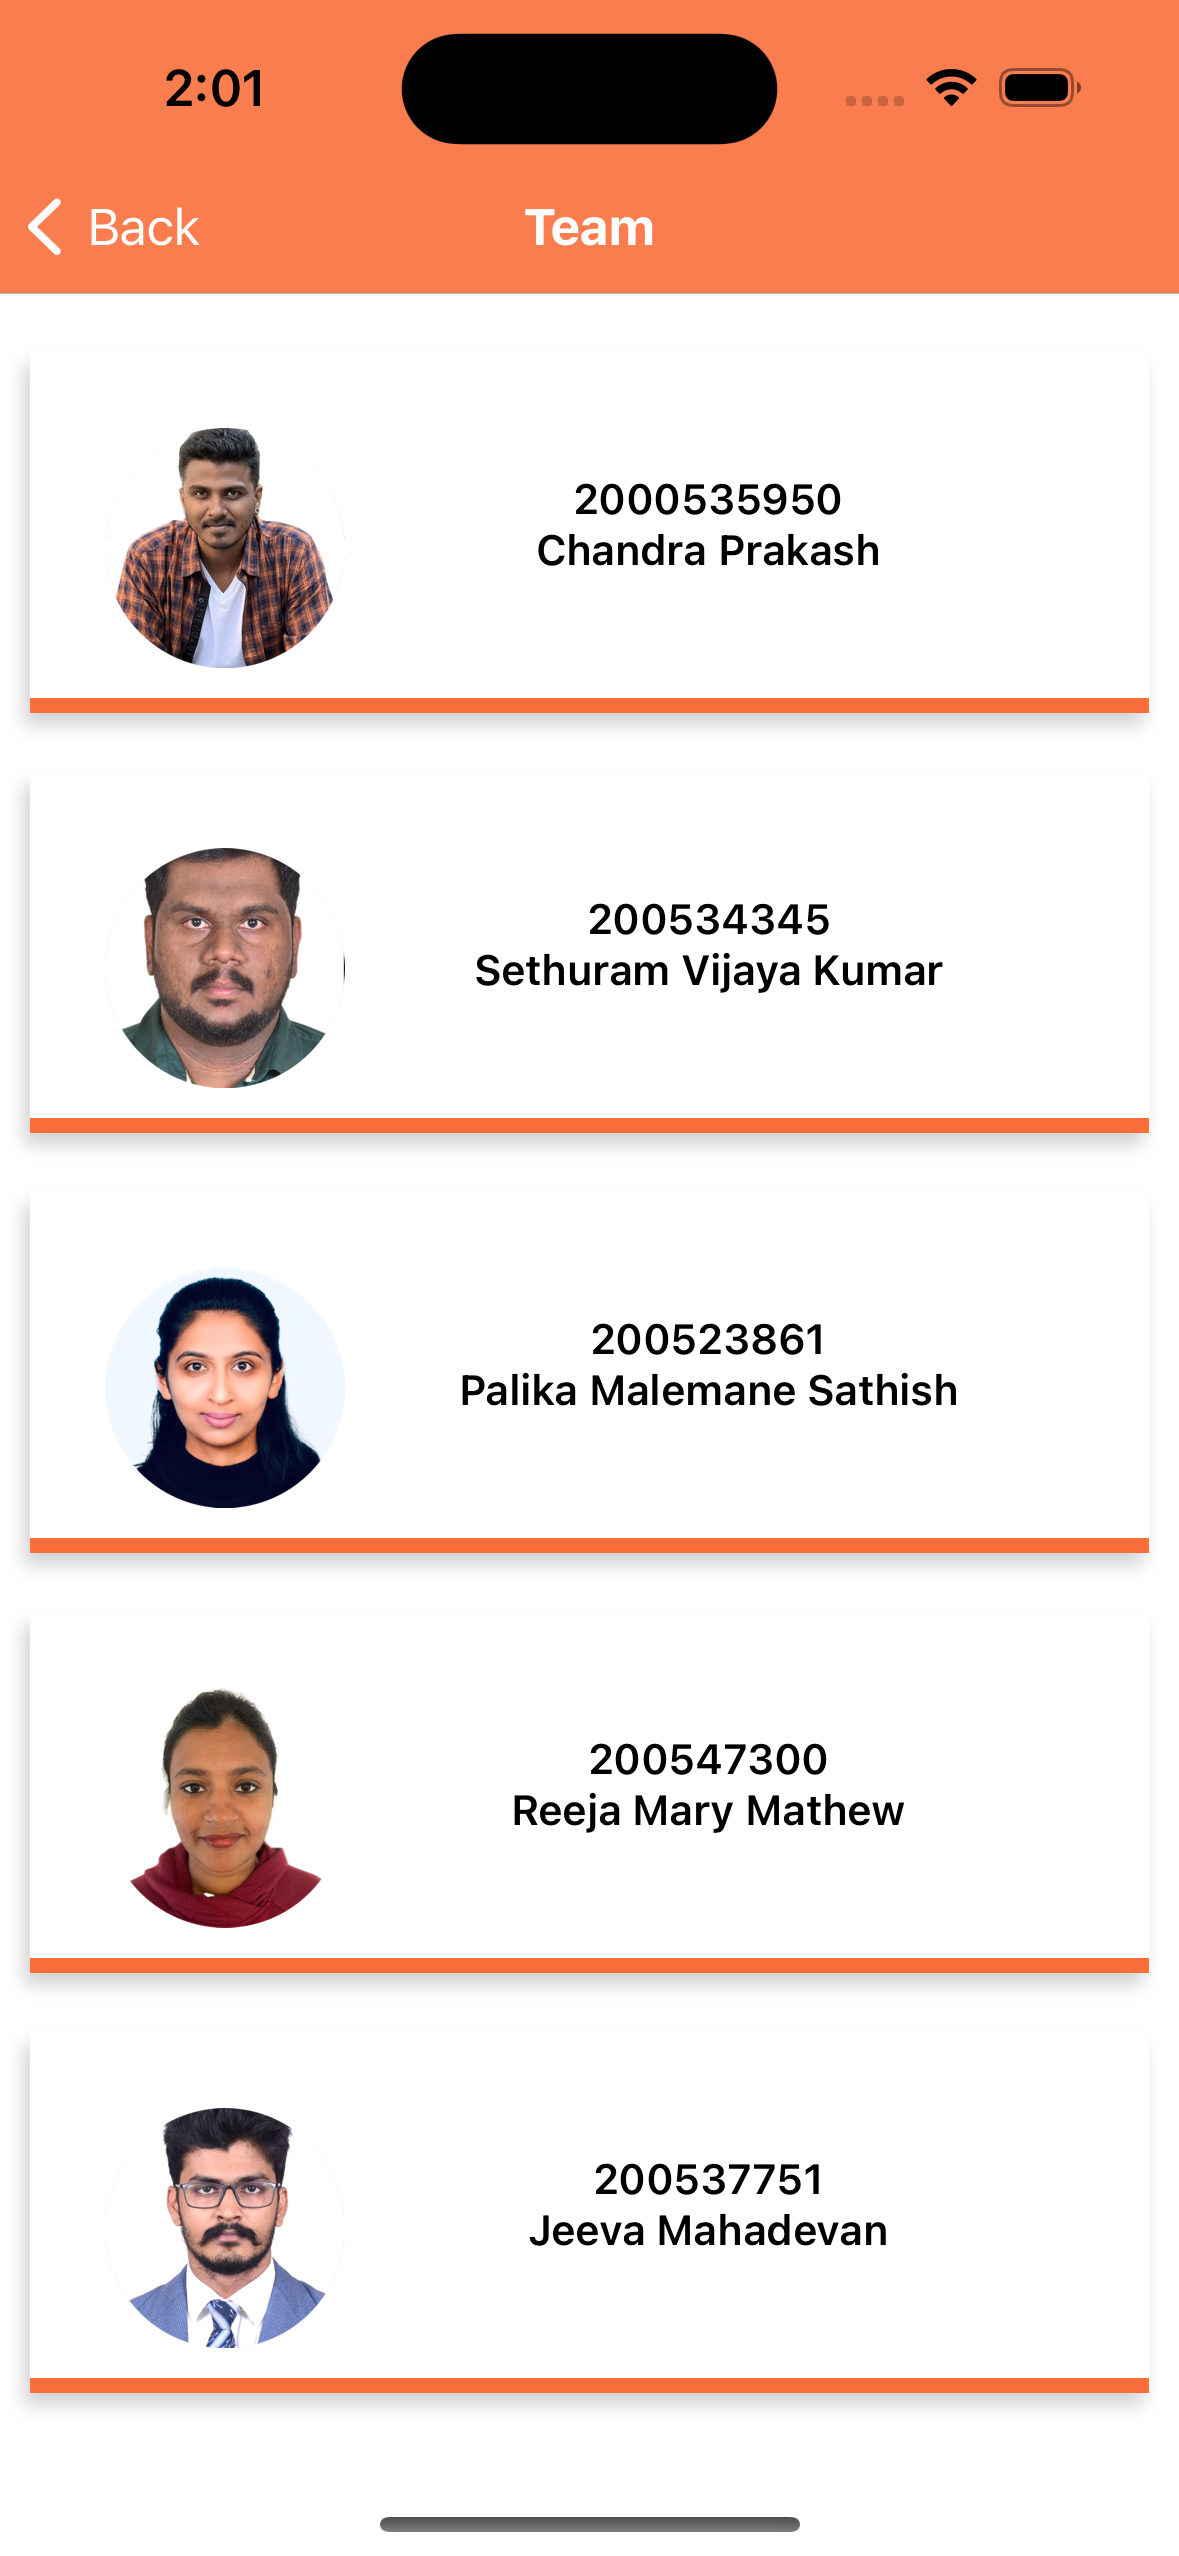 2:01
Back
Team
2000535950
Chandra Prakash
200534345
Sethuram Vijaya Kumar
200523861
Palika Malemane Sathish
200547300
Reeja Mary Mathew
200537751
Jeeva Mahadevan